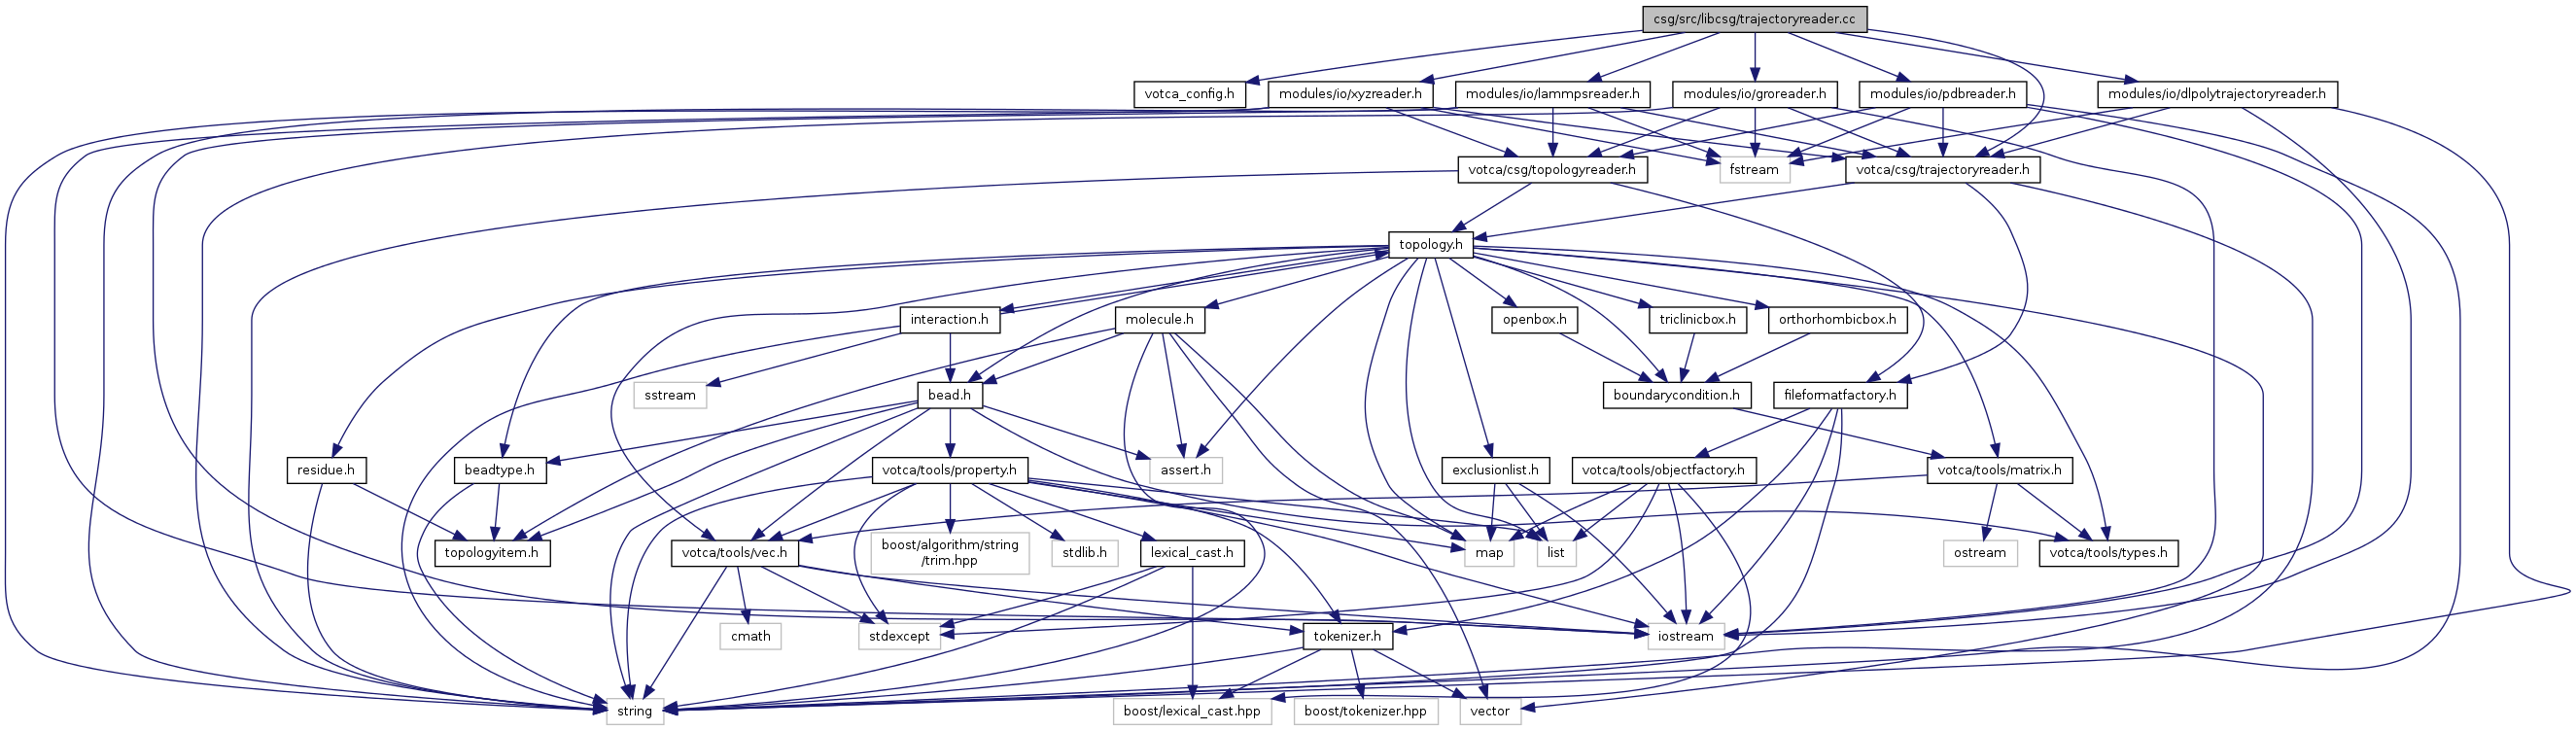 csg/src/libcsg/trajectoryreader.cc
votca_config.h
modules/io/xyzreader.h
modules/io/lammpsreader.h
modules/io/groreader.h
modules/io/pdbreader.h
modules/io/dlpolytrajectoryreader.h
votca/csg/topologyreader.h
fstream
votca/csg/trajectoryreader.h
topology.h
interaction.h
molecule.h
openbox.h
triclinicbox.h
orthorhombicbox.h
sstream
bead.h
boundarycondition.h
fileformatfactory.h
residue.h
beadtype.h
votca/tools/property.h
assert.h
exclusionlist.h
votca/tools/objectfactory.h
votca/tools/matrix.h
topologyitem.h
votca/tools/vec.h
boost/algorithm/string
/trim.hpp
stdlib.h
lexical_cast.h
map
list
ostream
votca/tools/types.h
cmath
stdexcept
tokenizer.h
iostream
string
boost/lexical_cast.hpp
boost/tokenizer.hpp
vector